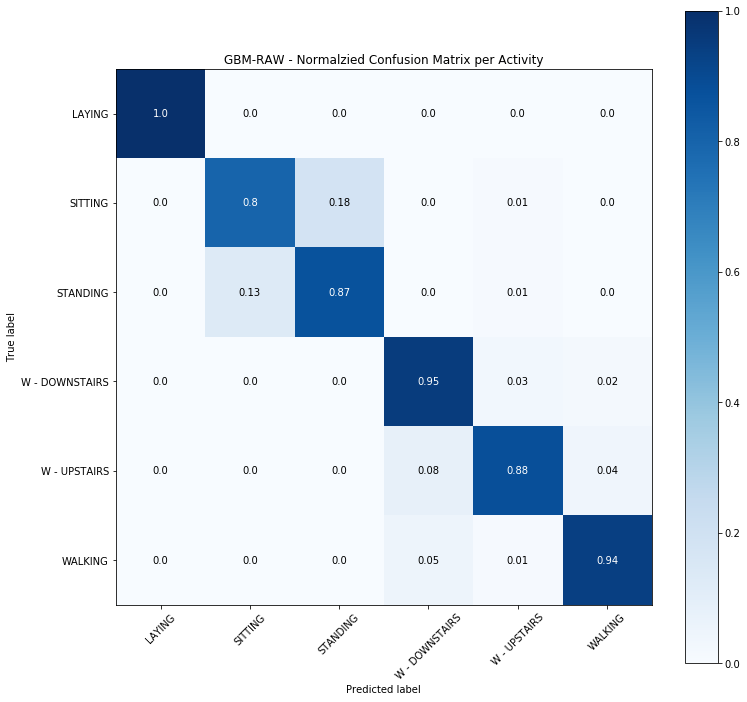 GBM-RAW - Normalzied Confusion Matrix per Activity
LAYING 1.0 0.0 0.0 0.0 0.0 0.0
SITTING 0.0 0.8 0.18 0.0 0.01 0.0
STANDING 0.0 0.13 0.87 0.0 0.01 0.0
W - DOWNSTAIRS 0.0 0.0 0.0 0.95 0.03 0.02
W - UPSTAIRS 0.0 0.0 0.0 0.08 0.88 0.04
WALKING 0.0 0.0 0.0 0.05 0.01 0.94
True label
LAYING SITTING STANDING W - DOWNSTAIRS W - UPSTAIRS WALKING
Predicted label
1.0
0.8
0.6
0.4
0.2
0.0